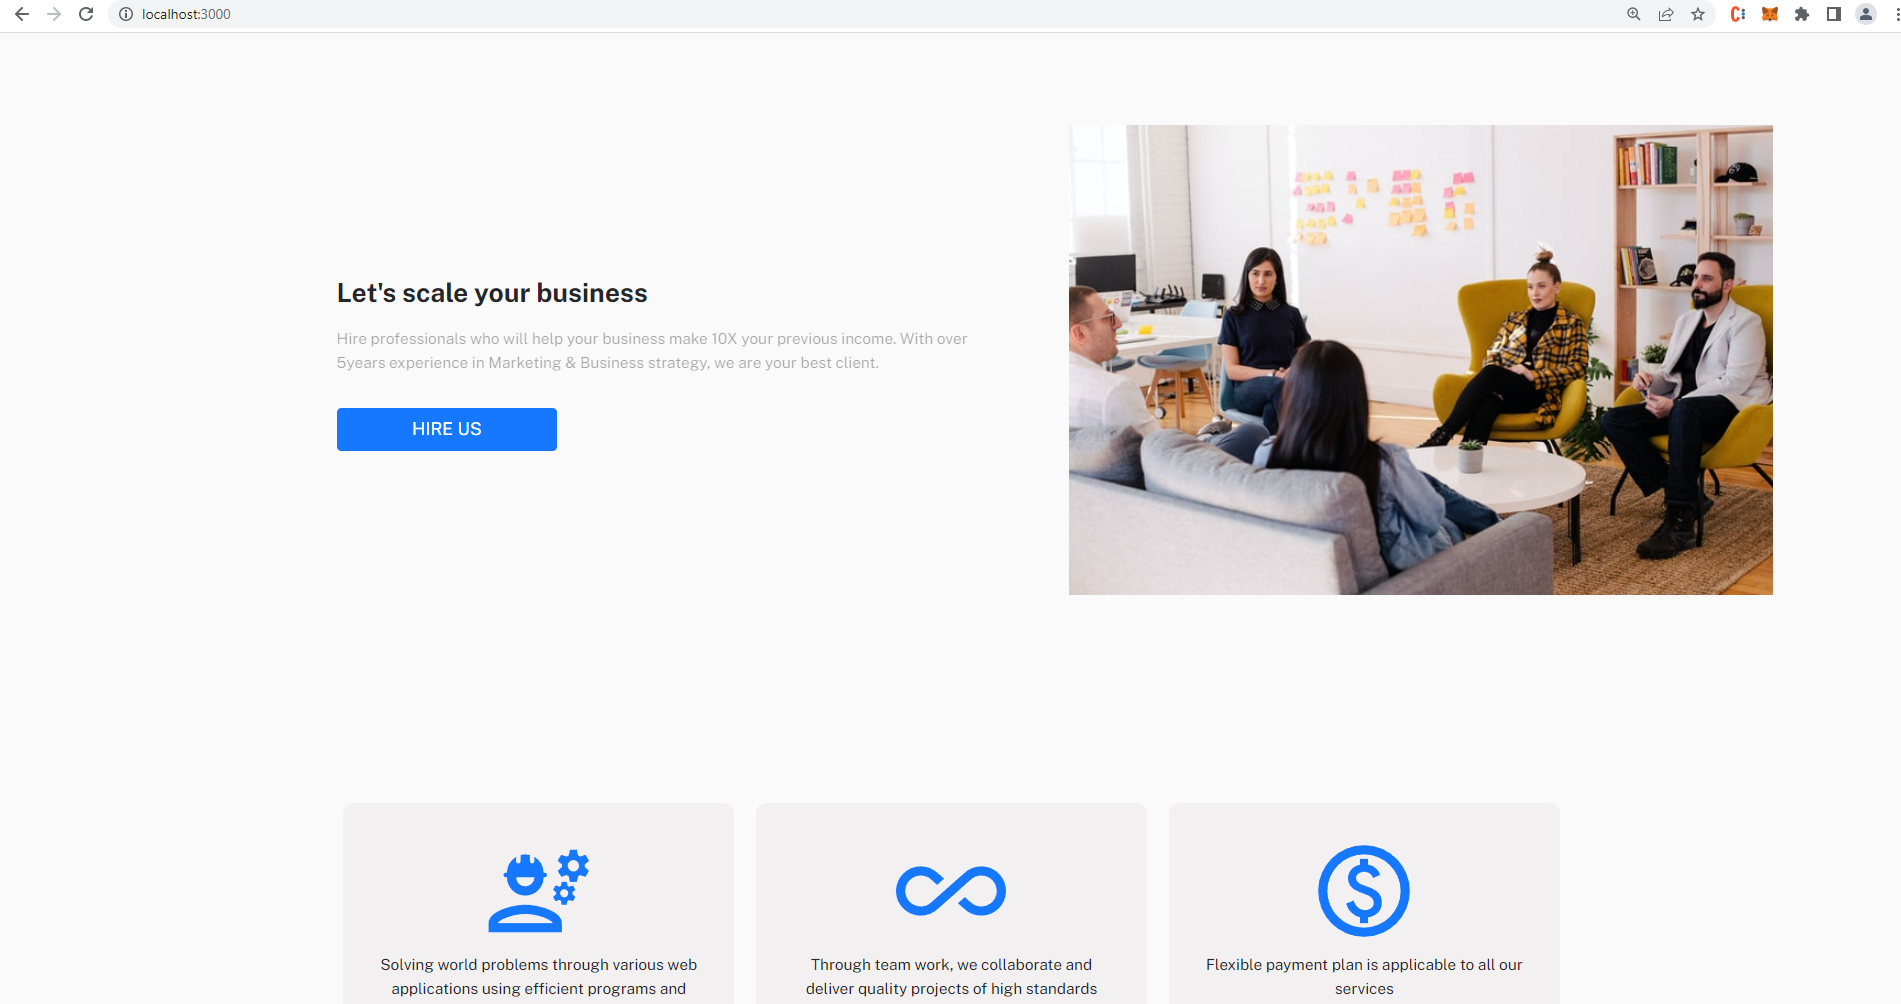 localhost:3000
Let's scale your business
Hire professionals who will help your business make 10X your previous income. With over
5years experience in Marketing & Business strategy, we are your best client.
HIRE US
Solving world problems through various web
applications using efficient programs and
Through team work, we collaborate and
deliver quality projects of high standards
Flexible payment plan is applicable to all our
services